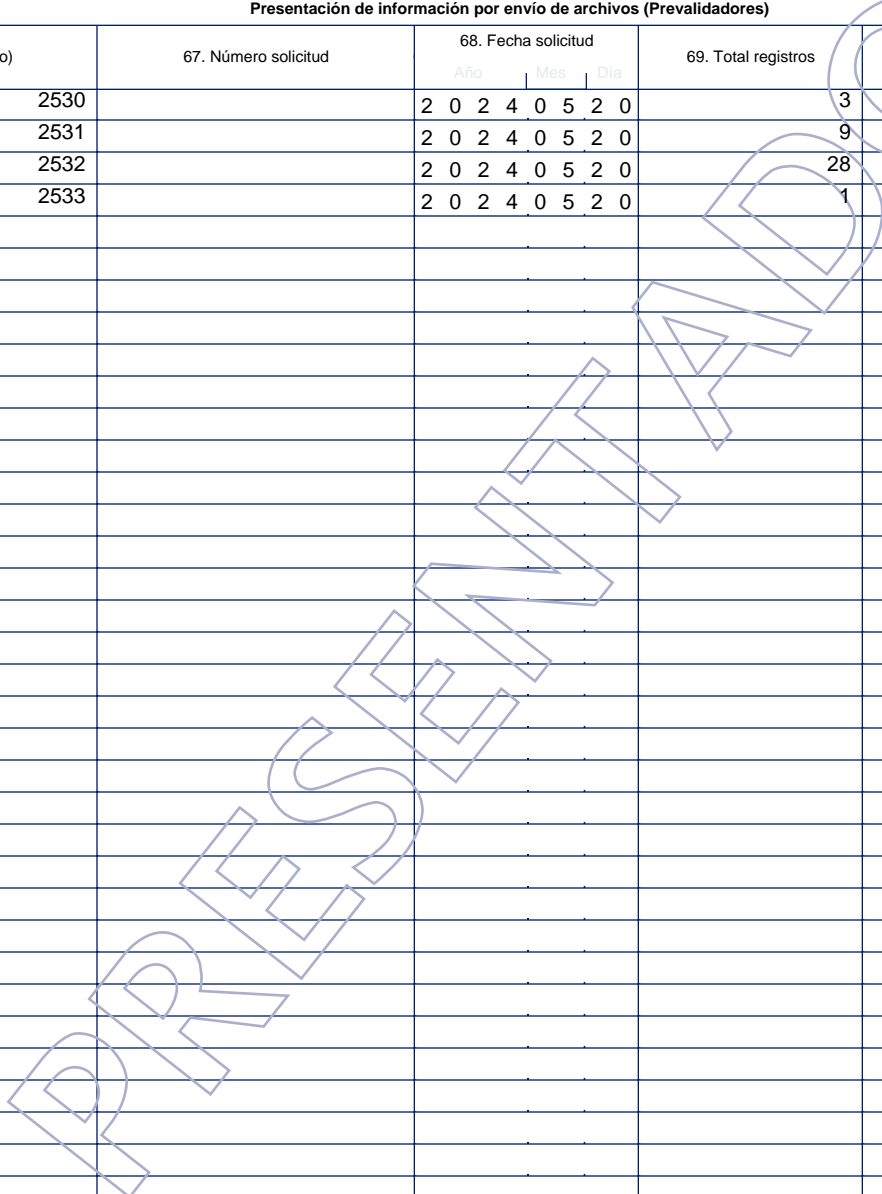 Presentación de información por envío de archivos (Prevalidadores)
o) 67. Número solicitud 68. Fecha solicitud 69. Total registros
Año Mes Día
2530 2 0 2 4 0 5 2 0 3
2531 2 0 2 4 0 5 2 0 9
2532 2 0 2 4 0 5 2 0 28
2533 2 0 2 4 0 5 2 0 1
PRESENTADO